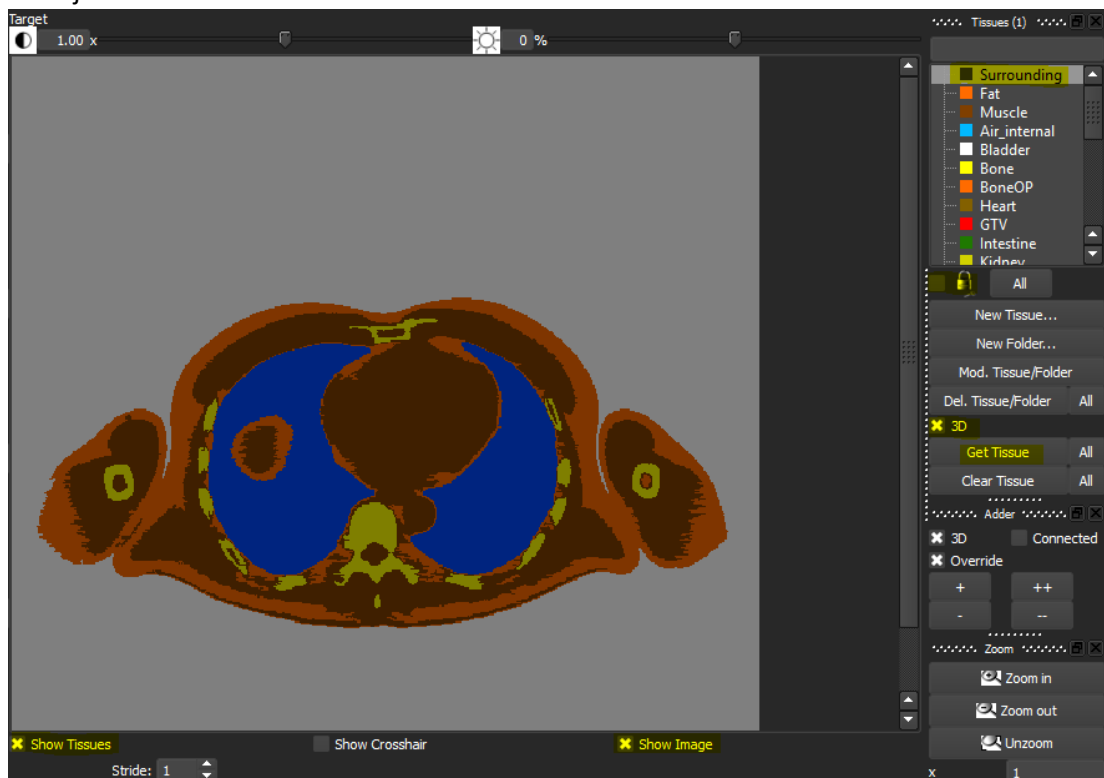 Target
1.00 x
0 %
Tissues (1)
Surrounding
Fat
Muscle
Air_internal
Bladder
Bone
BoneOP
Heart
GTV
Intestine
Kidney
All
New Tissue...
New Folder...
Mod. Tissue/Folder
Del. Tissue/Folder All
3D
Get Tissue All
Clear Tissue All
Adder
3D Connected
Override
+ ++
- --
Zoom
Zoom in
Zoom out
Unzoom
x 1
Show Tissues Show Crosshair Show Image
Stride: 1